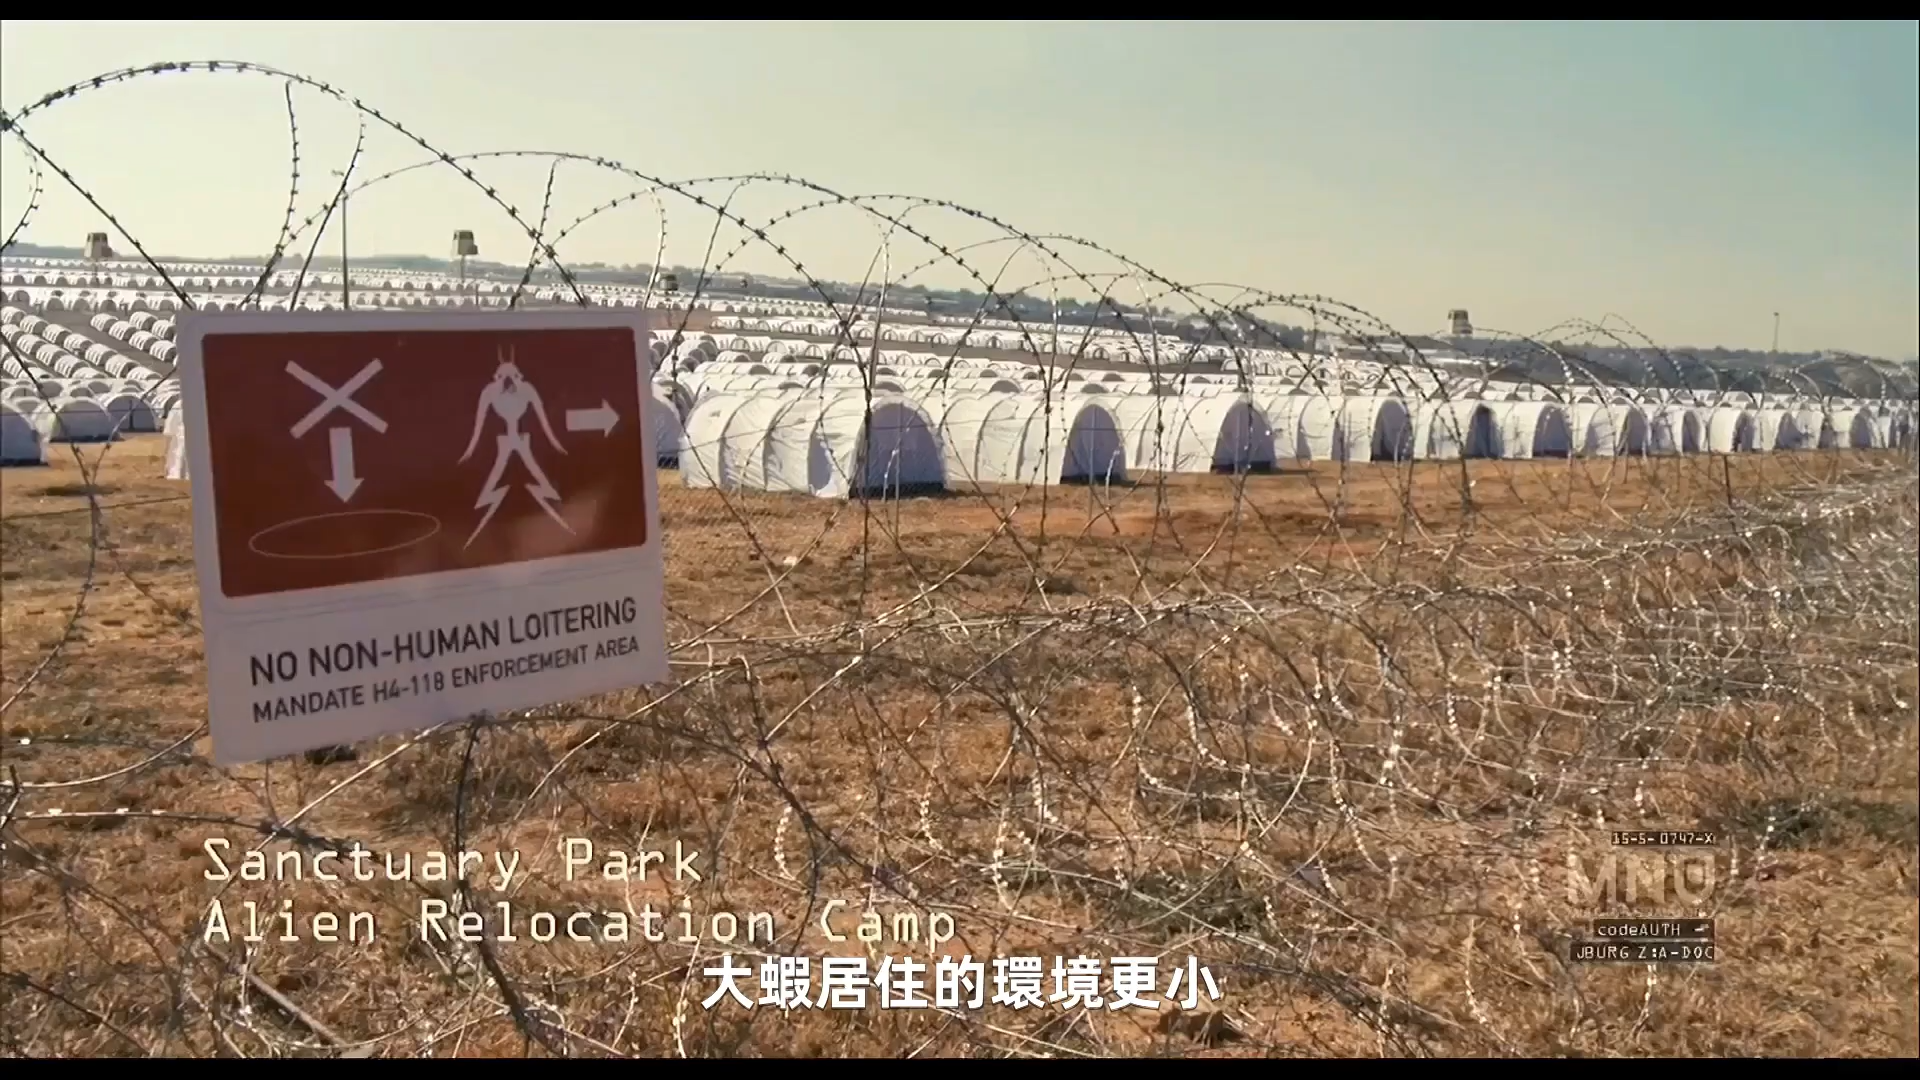 NO NON-HUMAN LOITERING
MANDATE H4-118 ENFORCEMENT AREA
Sanctuary Park
Alien Relocation Camp
大蝦居住的環境更小
15-5-0747-X
MNU
codeAUTH
JBURG Z:A-DOC